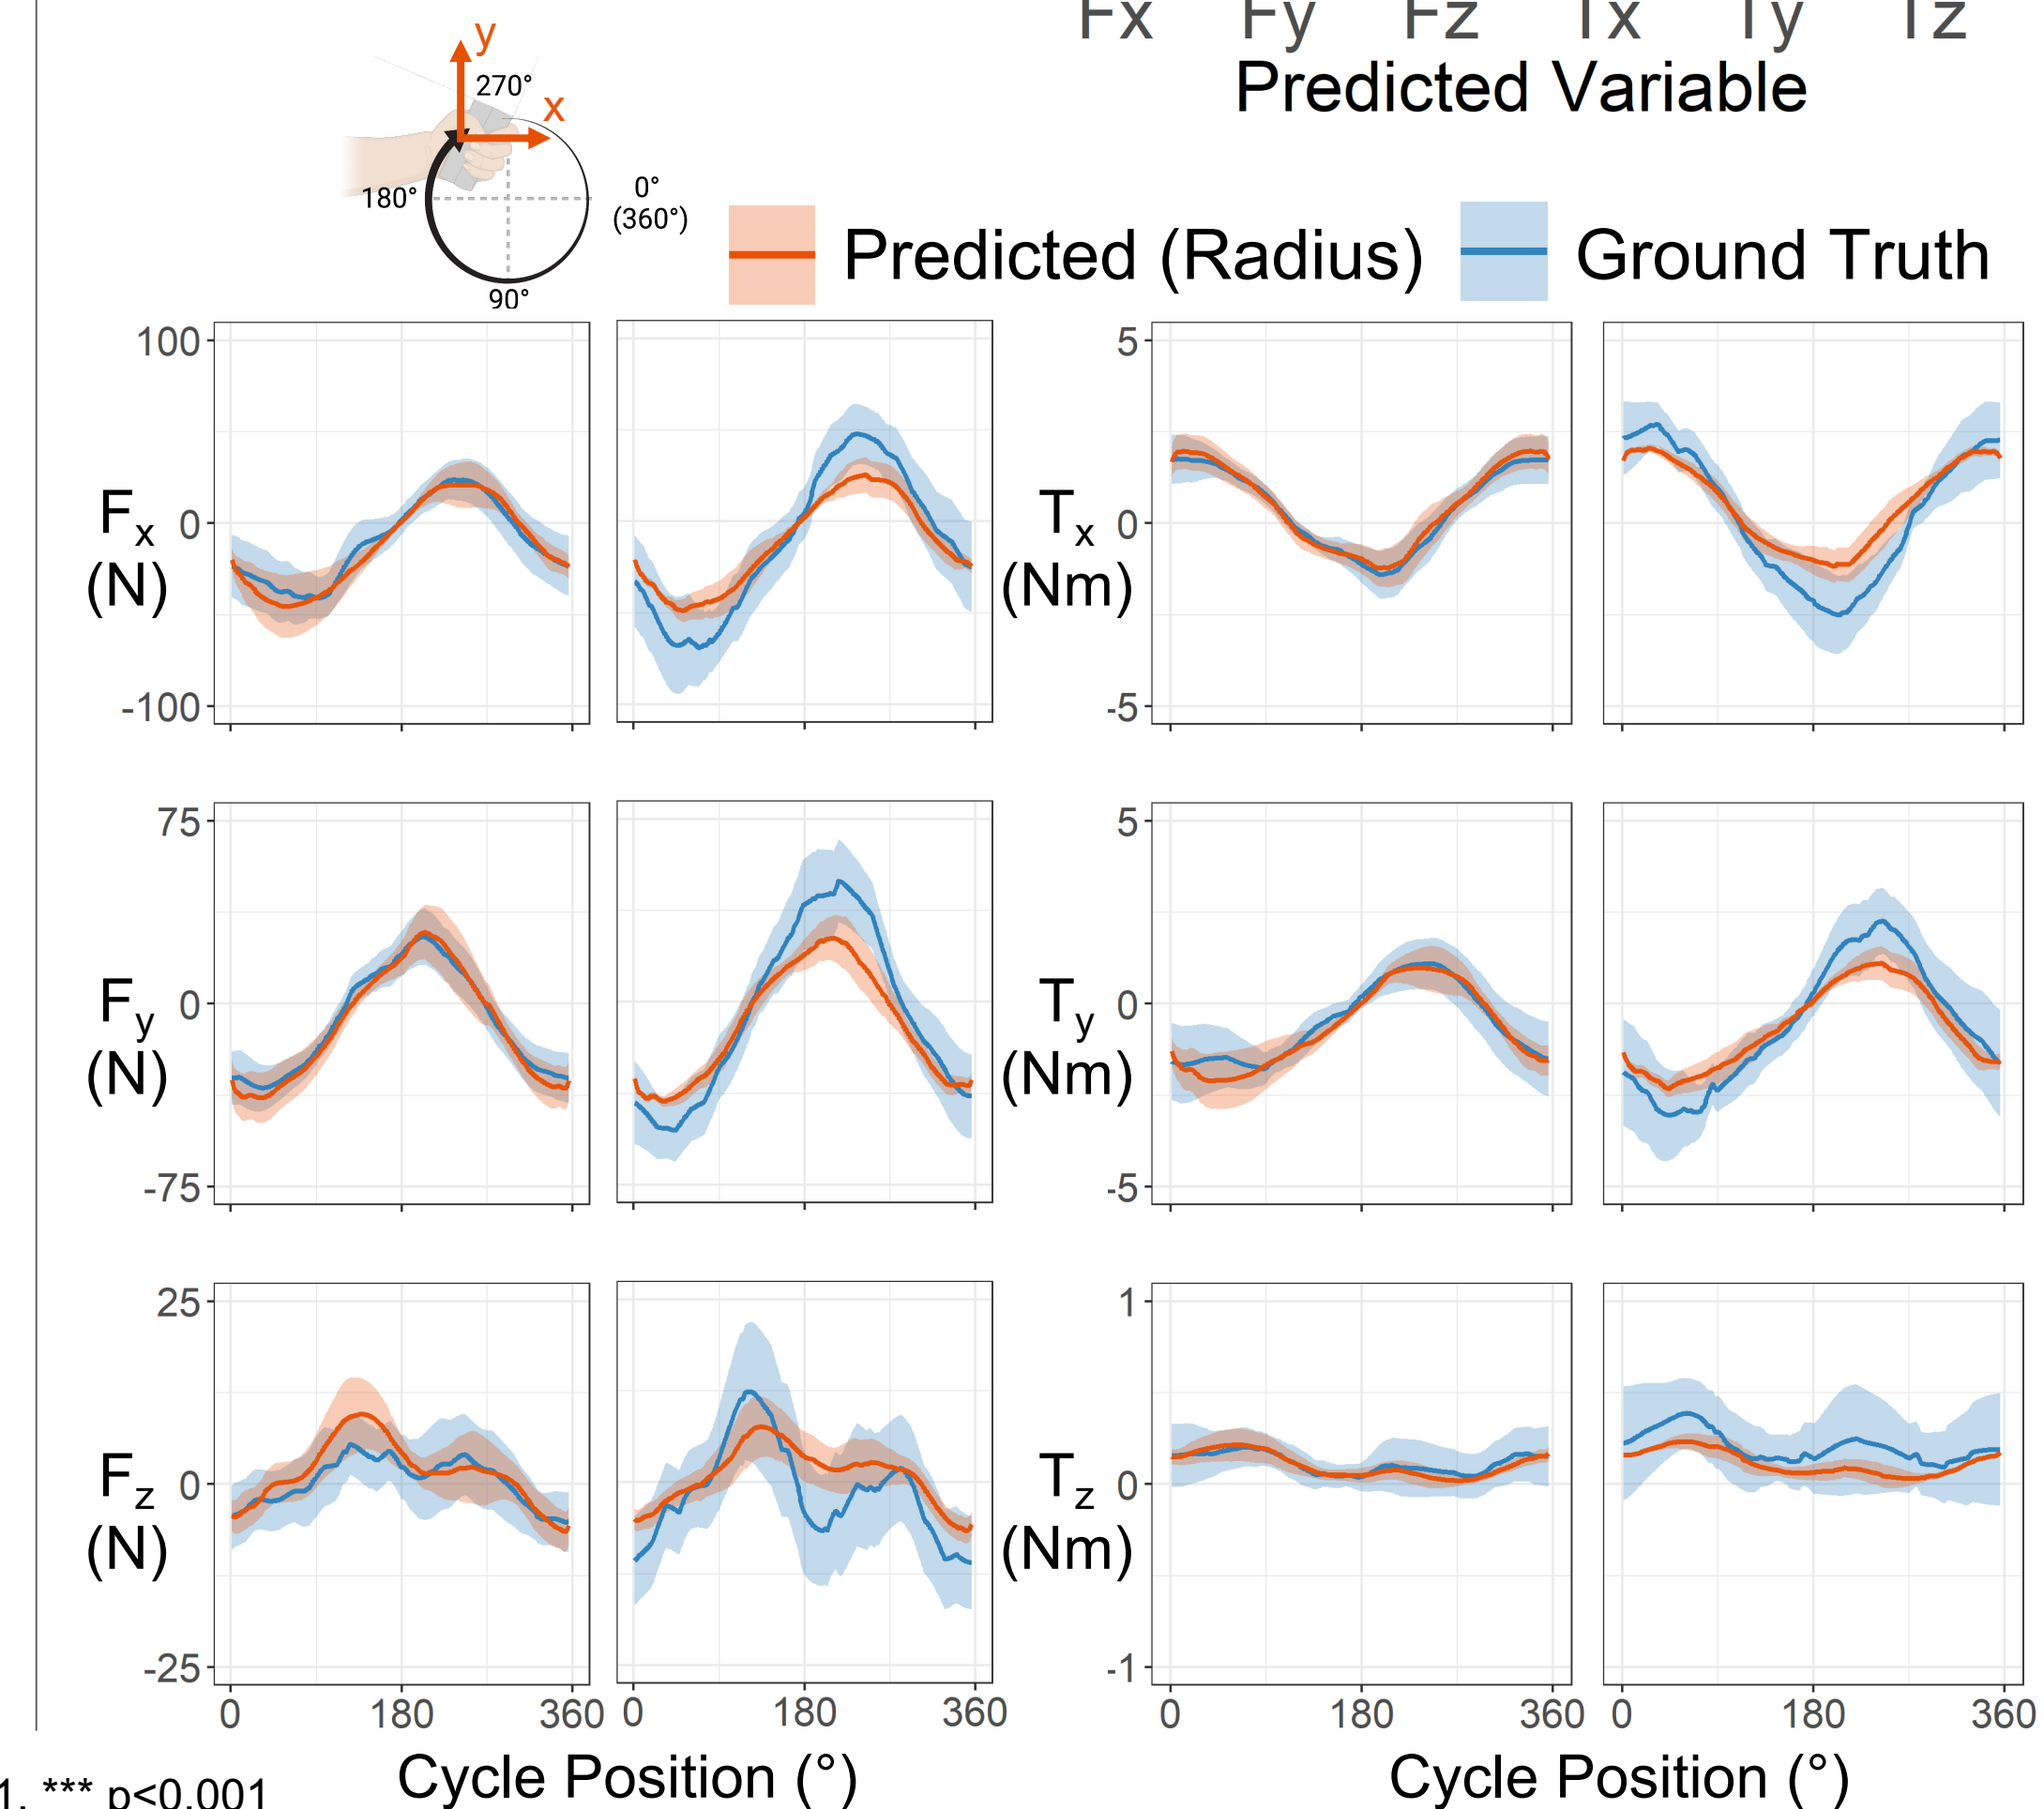 Fx Fy Fz Tx Ty Tz
Predicted Variable
y
270°
x
180°
0°
(360°)
90°
Predicted (Radius)
Ground Truth
100
0
-100
Fx
(N)
5
0
-5
Tx
(Nm)
75
0
-75
Fy
(N)
5
0
-5
Ty
(Nm)
25
0
-25
Fz
(N)
1
0
-1
Tz
(Nm)
0 180 360 0 180 360 0 180 360 0 180 360
Cycle Position (°) Cycle Position (°)
1. *** p<0.001